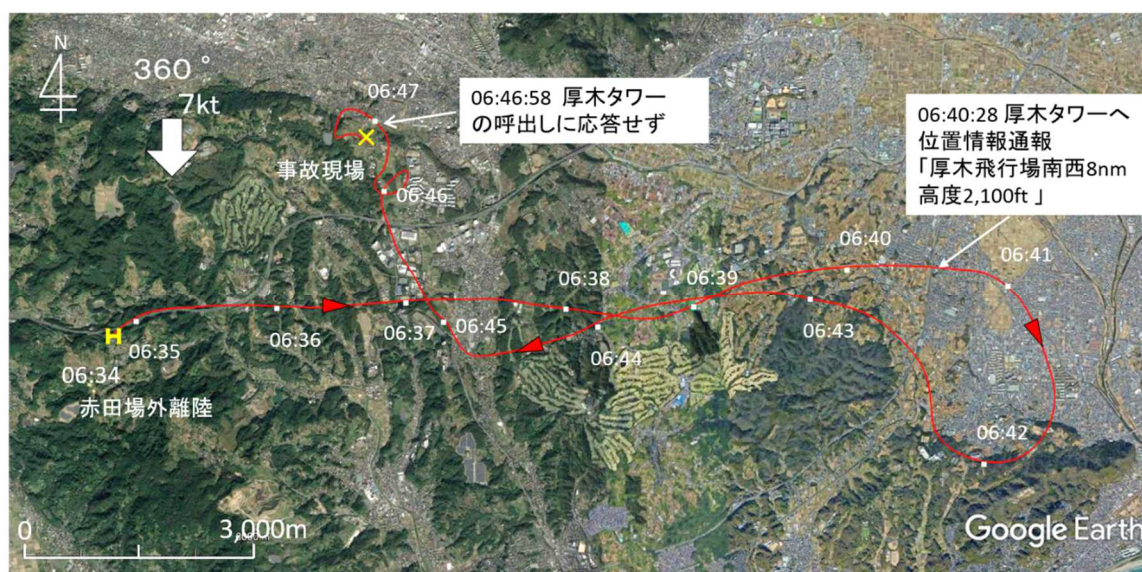 N
360°
7kt
06:47
06:46:58 厚木タワー
の呼出しに応答せず
06:40:28 厚木タワーへ
位置情報通報
「厚木飛行場南西8nm
高度2,100ft 」
事故現場
06:46
06:40
06:41
06:38
06:39
H
06:35
06:36
06:37
06:45
06:43
06:34
06:44
赤田場外離陸
06:42
0
3,000m
Google Earth